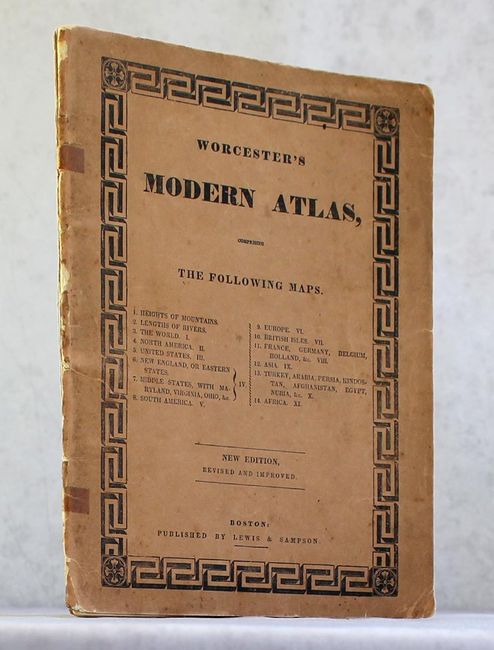 WORCESTER'S
MODERN ATLAS,
COMPRISING
THE FOLLOWING MAPS.
1. HEIGHTS OF MOUNTAINS.
2. LENGTHS OF RIVERS.
3. THE WORLD. I.
4. NORTH AMERICA. II.
5. UNITED STATES. III.
6. NEW ENGLAND, OR EASTERN
STATES.
7. MIDDLE STATES, WITH MA-
RYLAND, VIRGINIA, OHIO, &c.
IV.
8. SOUTH AMERICA. V.
9. EUROPE. VI.
10. BRITISH ISLES. VII.
11. FRANCE, GERMANY, BELGIUM,
HOLLAND, &c. VIII.
12. ASIA. IX.
13. TURKEY, ARABIA, PERSIA, HINDOS-
TAN, AFGHANISTAN, EGYPT,
NUBIA, &c. X.
14. AFRICA. XI.
NEW EDITION,
REVISED AND IMPROVED.
BOSTON:
PUBLISHED BY LEWIS & SAMPSON.